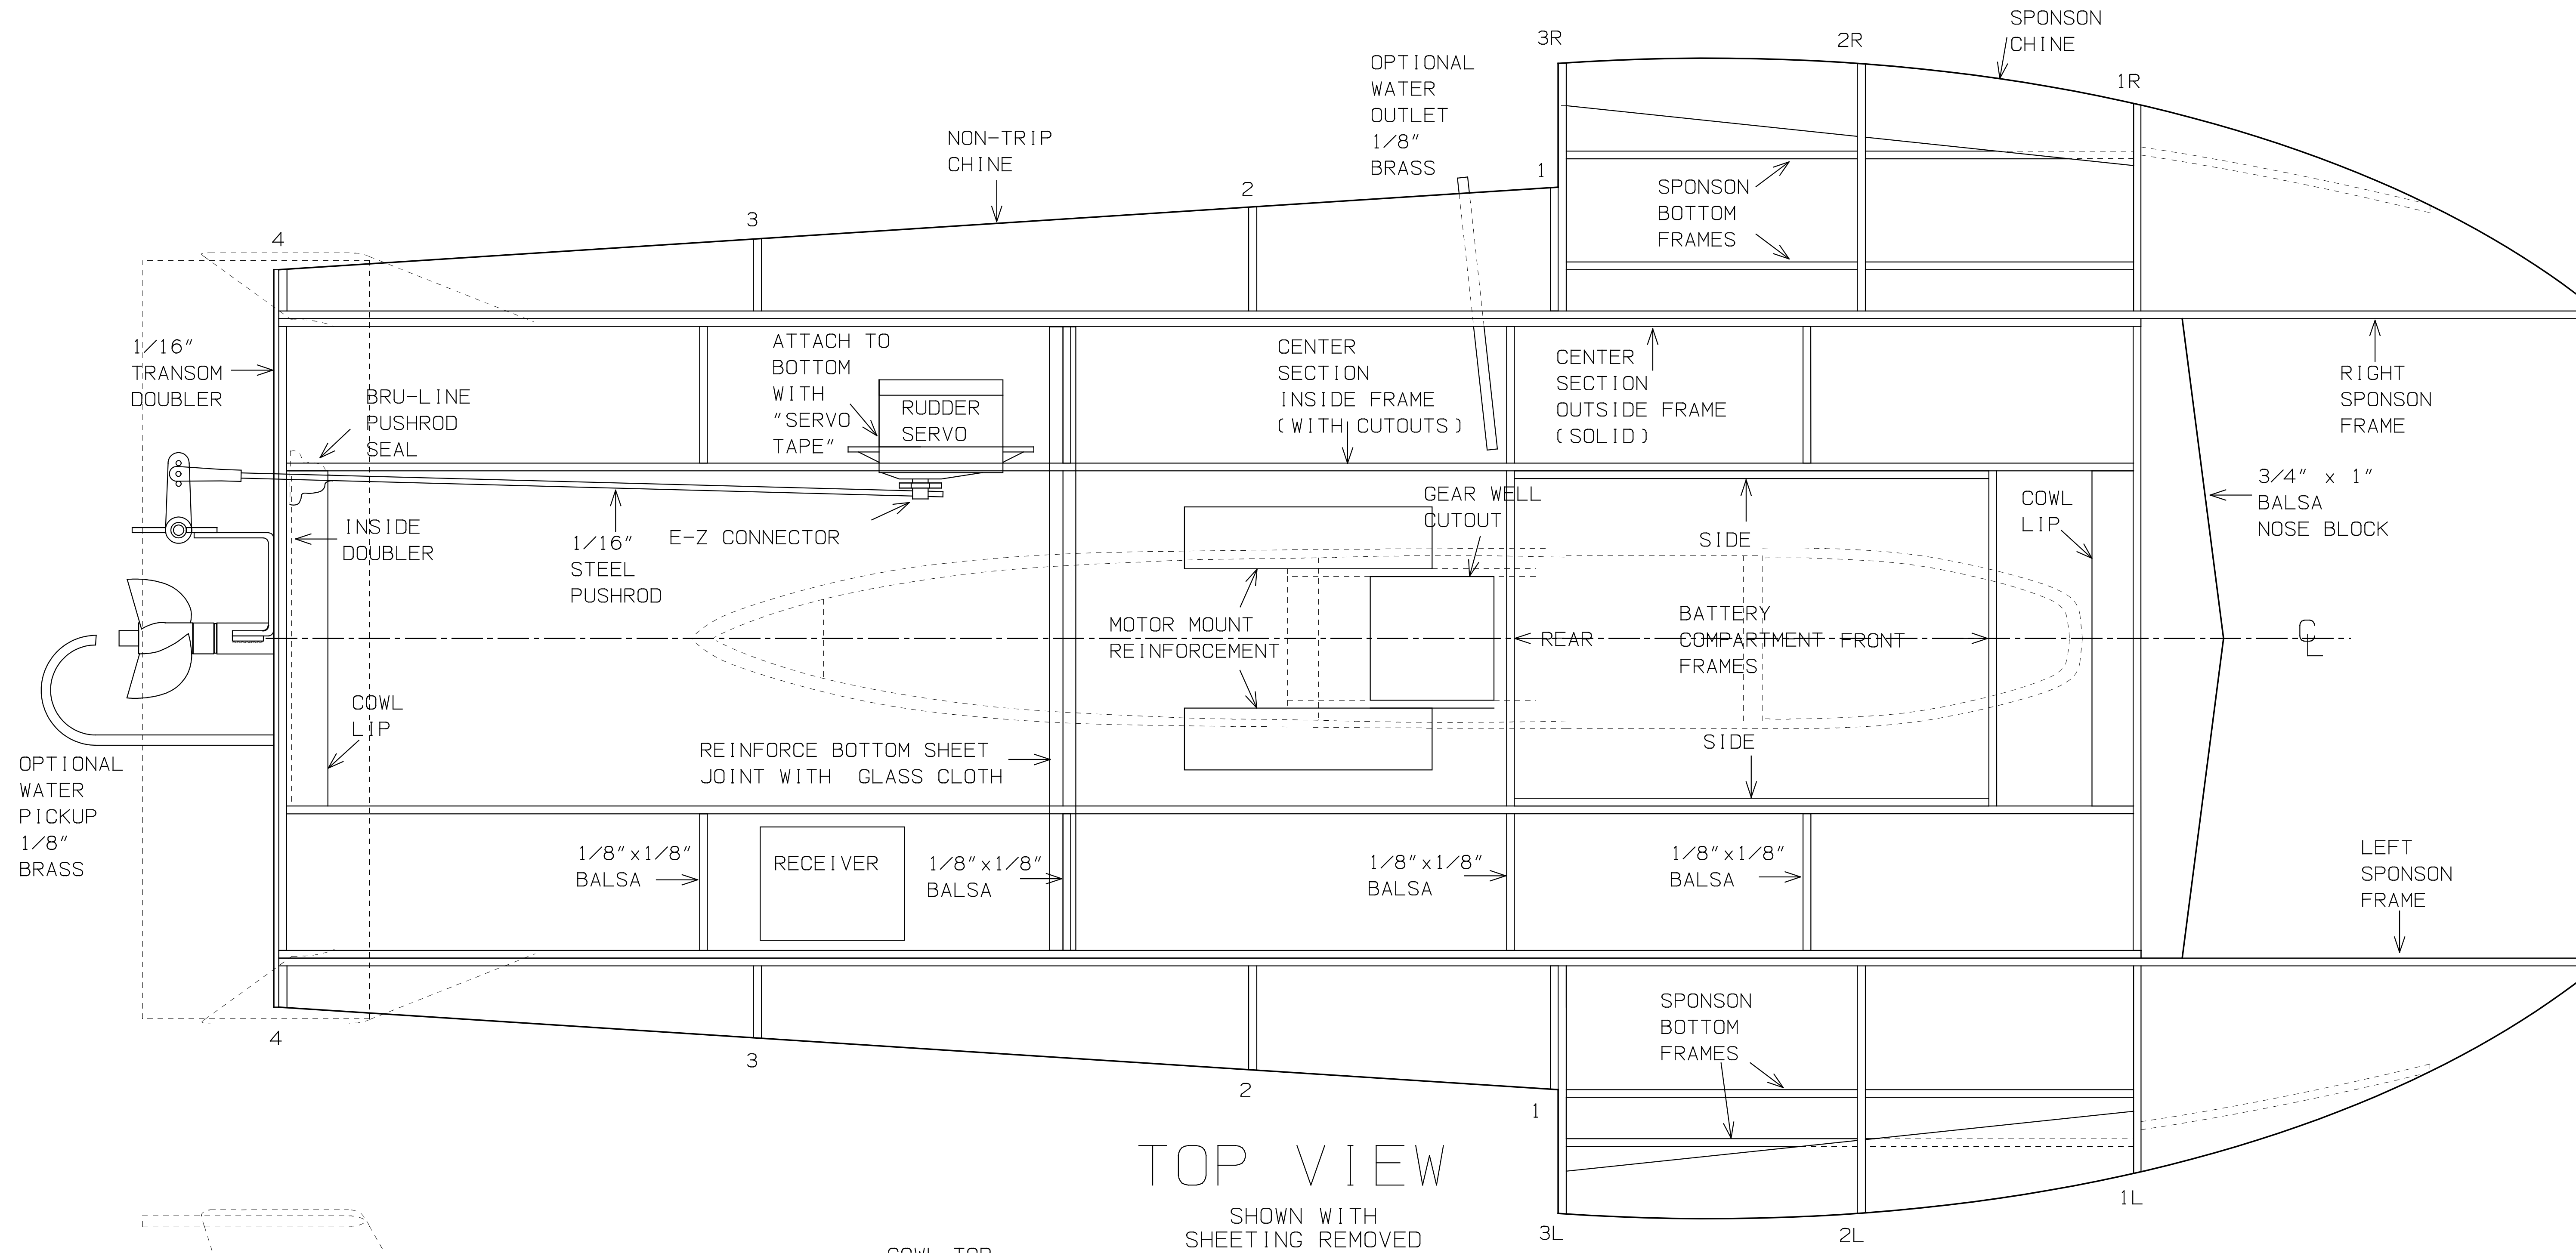 SPONSON
CHINE
3R
2R
1R
OPTIONAL
WATER
OUTLET
1/8"
BRASS
NON-TRIP
CHINE
1
2
3
4
SPONSON
BOTTOM
FRAMES
1/16"
TRANSOM
DOUBLER
BRU-LINE
PUSHROD
SEAL
ATTACH TO
BOTTOM
WITH
"SERVO
TAPE"
RUDDER
SERVO
CENTER
SECTION
INSIDE FRAME
(WITH CUTOUTS)
CENTER
SECTION
OUTSIDE FRAME
(SOLID)
RIGHT
SPONSON
FRAME
INSIDE
DOUBLER
1/16"
STEEL
PUSHROD
E-Z CONNECTOR
GEAR WELL
CUTOUT
SIDE
COWL
LIP
3/4" x 1"
BALSA
NOSE BLOCK
MOTOR MOUNT
REINFORCEMENT
REAR
BATTERY
COMPARTMENT FRONT
FRAMES
CL
COWL
LIP
SIDE
REINFORCE BOTTOM SHEET
JOINT WITH GLASS CLOTH
OPTIONAL
WATER
PICKUP
1/8"
BRASS
1/8"x1/8"
BALSA
RECEIVER
1/8"x1/8"
BALSA
1/8"x1/8"
BALSA
1/8"x1/8"
BALSA
LEFT
SPONSON
FRAME
SPONSON
BOTTOM
FRAMES
4
3
2
1
3L
2L
1L
TOP VIEW
SHOWN WITH
SHEETING REMOVED
COWL TOP